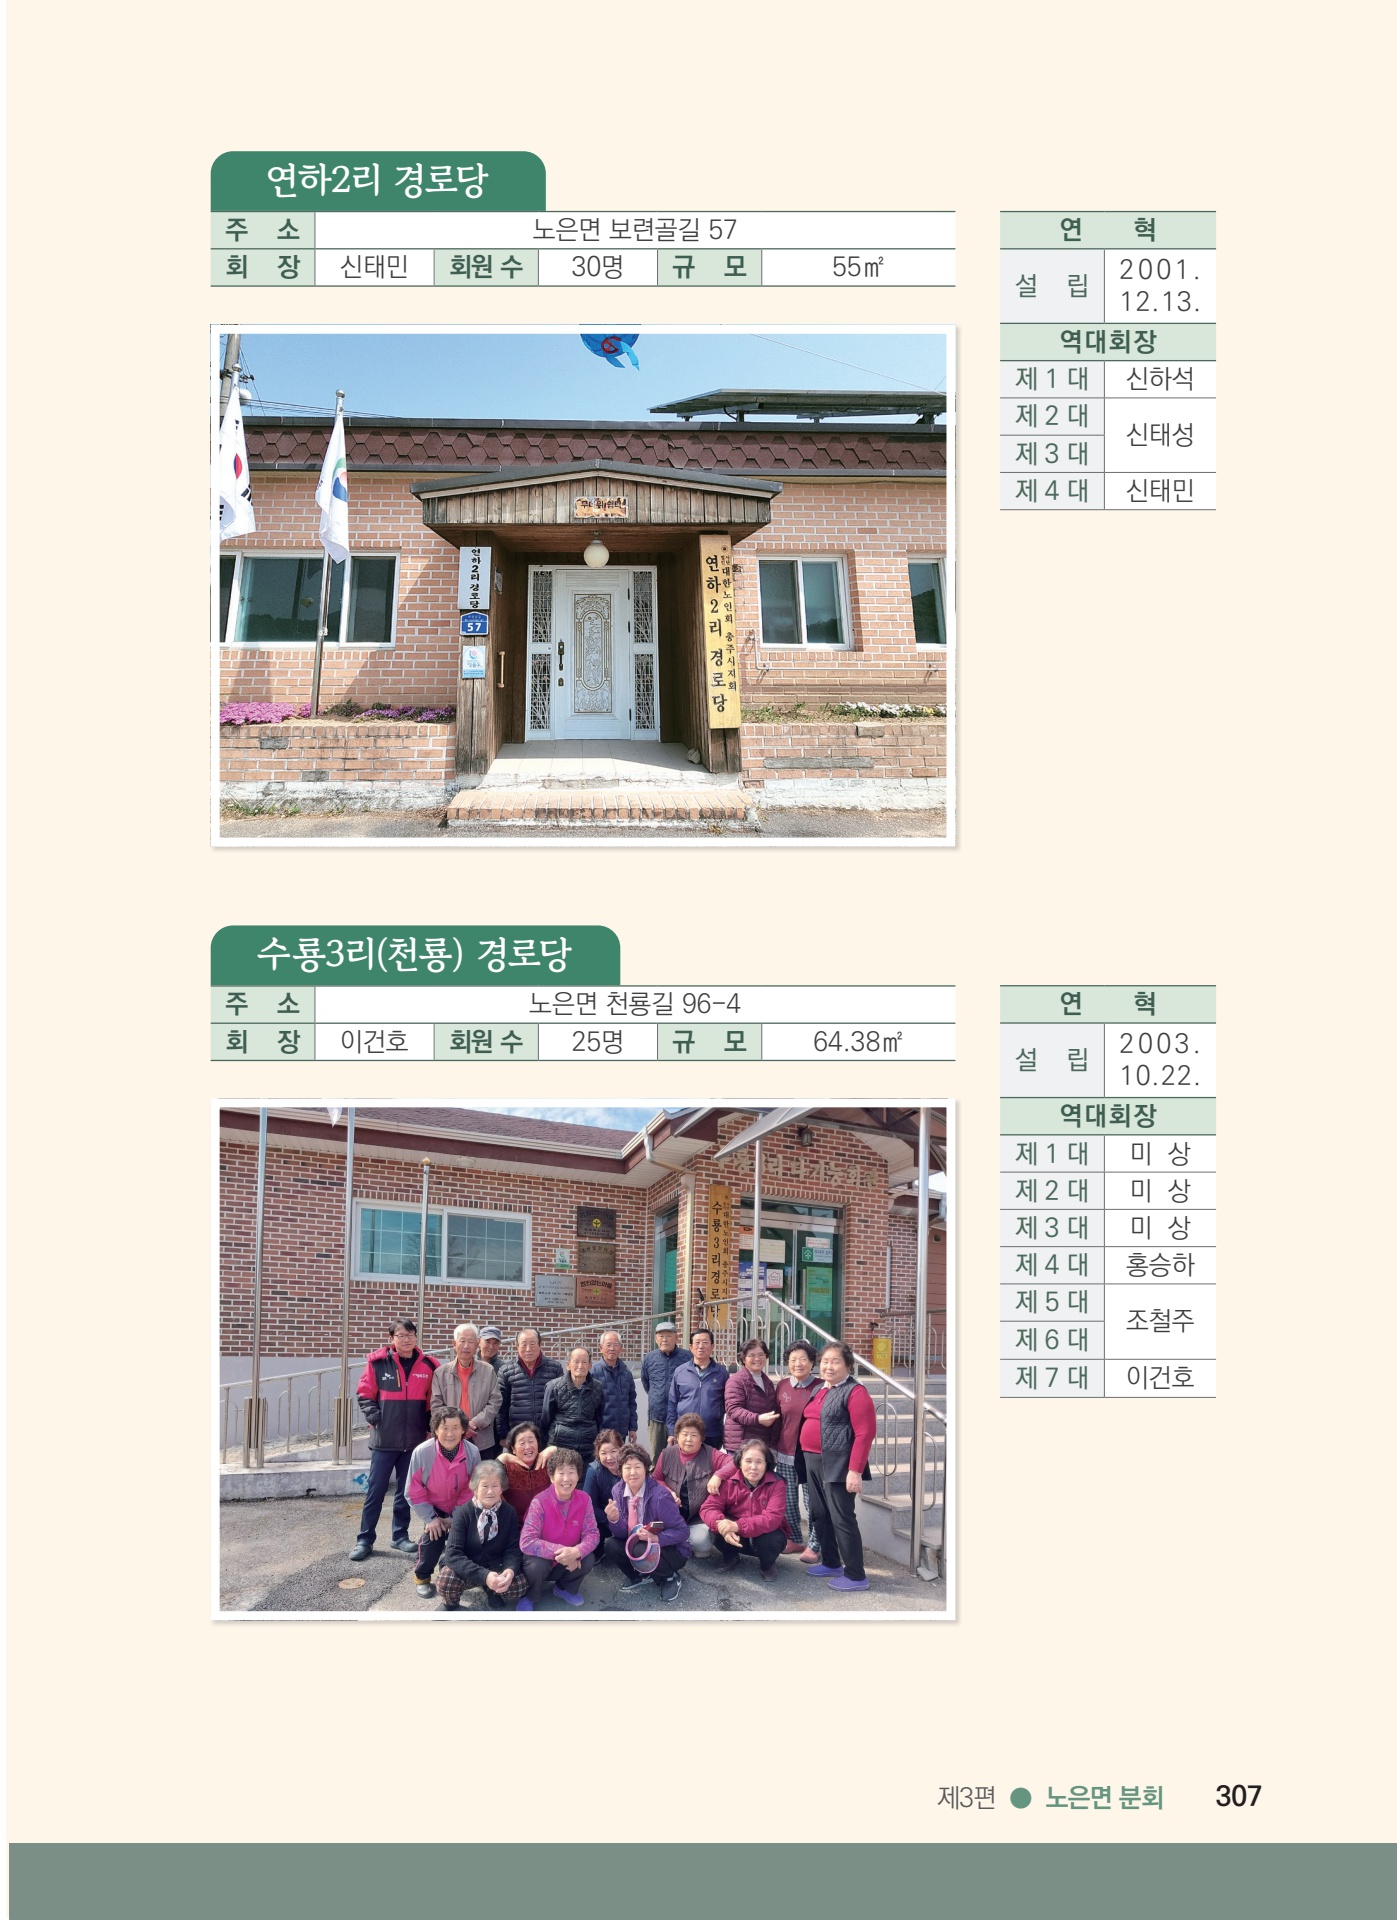 연하2리 경로당
주 소 노은면 보련골길 57
회 장 신태민 회원 수 30명 규 모 55㎡
연 혁
설 립 2001.
12.13.
역대회장
제 1 대 신하석
제 2 대 신태성
제 3 대
제 4 대 신태민
연하2리경로당
57
대한노인회 충주시지회
연하2리 경로당
수룡3리(천룡) 경로당
주 소 노은면 천룡길 96-4
회 장 이건호 회원 수 25명 규 모 64.38㎡
연 혁
설 립 2003.
10.22.
역대회장
제 1 대 미 상
제 2 대 미 상
제 3 대 미 상
제 4 대 홍승하
제 5 대 조철주
제 6 대
제 7 대 이건호
대한노인회 충주시지
수룡3리경로당
제3편 ● 노은면 분회 307